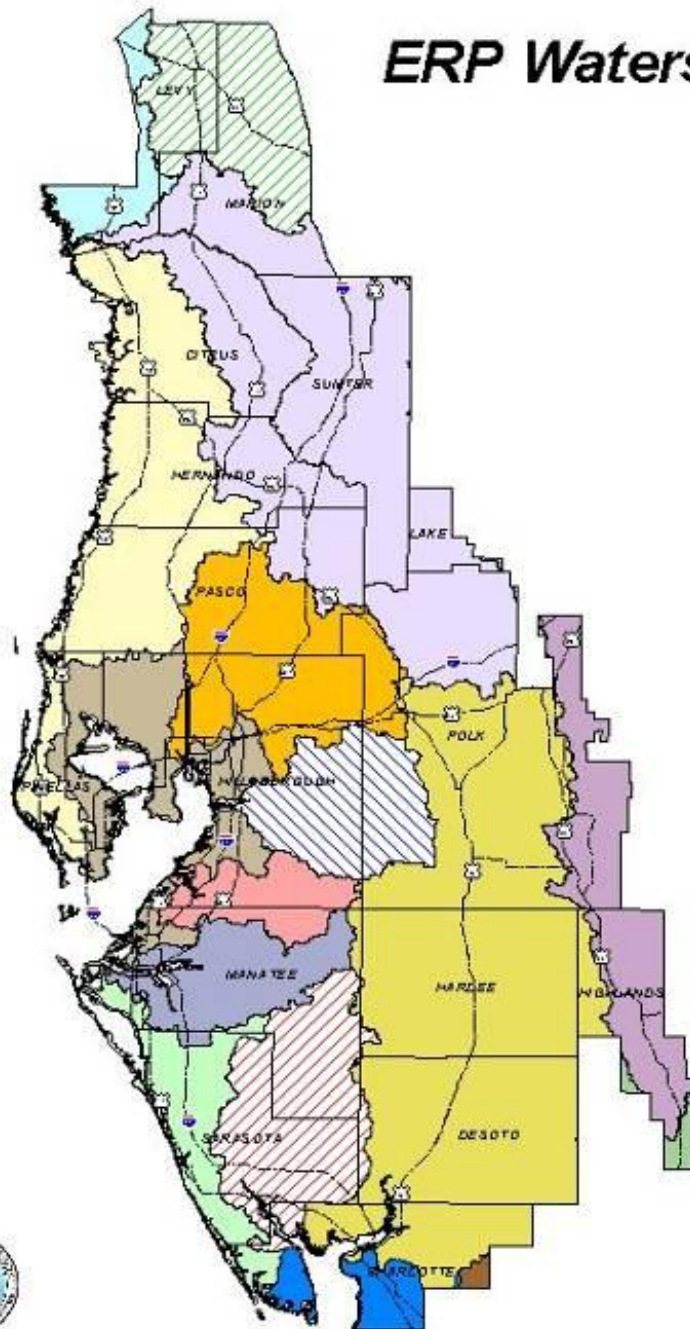 ERP Waters
LEVY
MARION
CITRUS
SUMTER
HERNANDO
LAKE
PASCO
POLK
PINELLAS
HILLSBOROUGH
MANATEE
HARDEE
HIGHLANDS
SARASOTA
DESOTO
CHARLOTTE